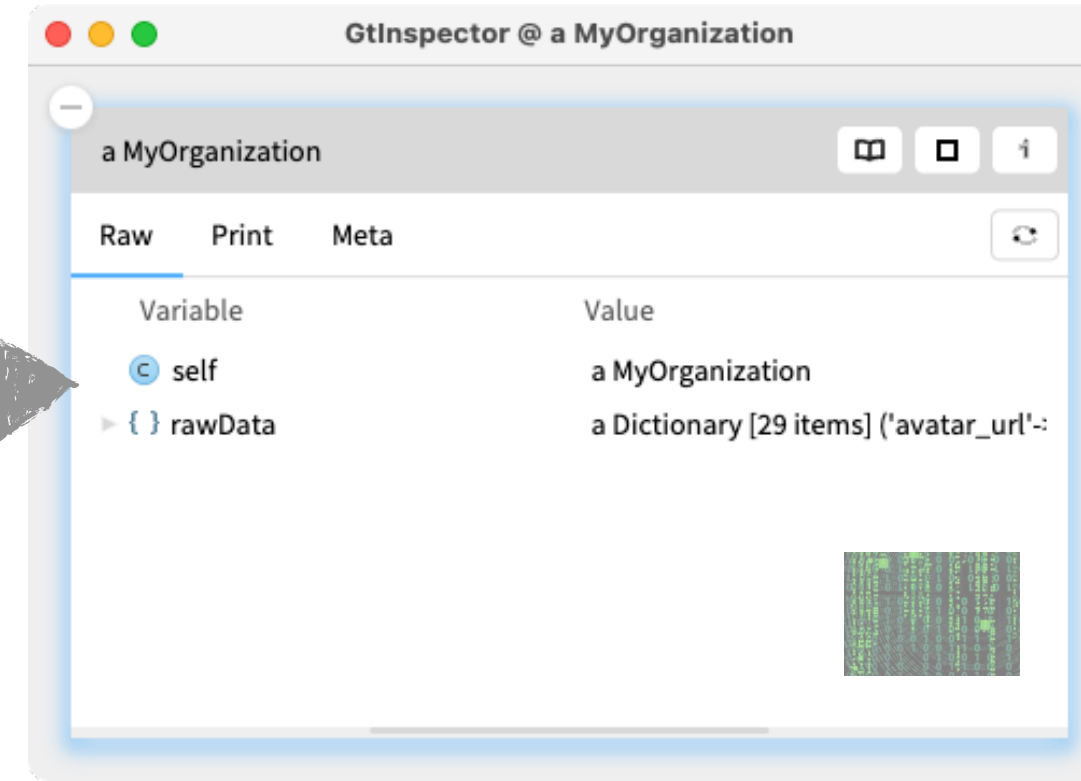 GtInspector @ a MyOrganization
a MyOrganization
Raw Print Meta
Variable Value
C self a MyOrganization
{ } rawData a Dictionary [29 items] ('avatar_url'-